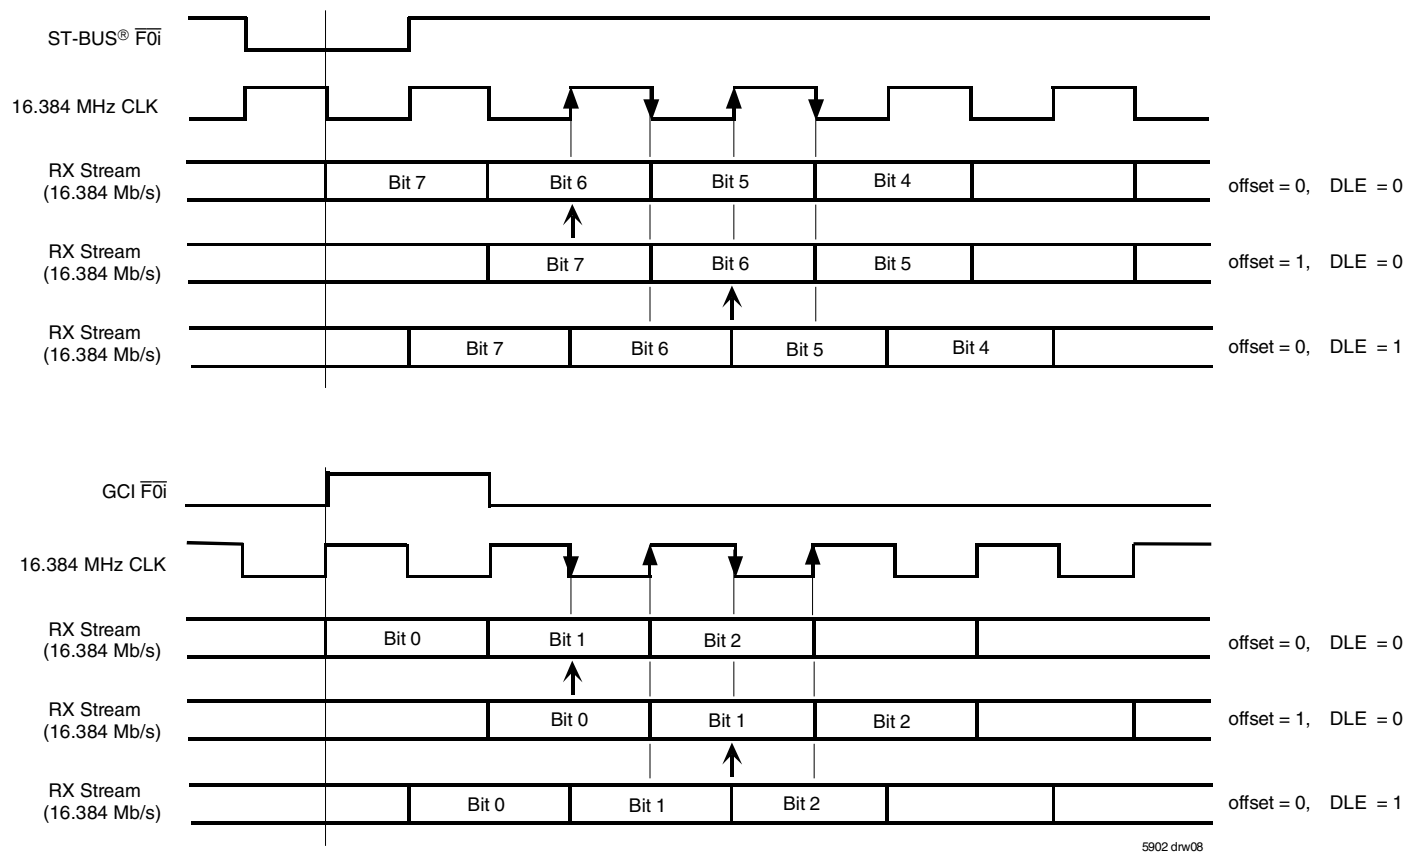 ST-BUS® F0i
16.384 MHz CLK
RX Stream
(16.384 Mb/s)
Bit 7 Bit 6 Bit 5 Bit 4
offset = 0, DLE = 0
RX Stream
(16.384 Mb/s)
Bit 7 Bit 6 Bit 5
offset = 1, DLE = 0
RX Stream
(16.384 Mb/s)
Bit 7 Bit 6 Bit 5 Bit 4
offset = 0, DLE = 1
GCI F0i
16.384 MHz CLK
RX Stream
(16.384 Mb/s)
Bit 0 Bit 1 Bit 2
offset = 0, DLE = 0
RX Stream
(16.384 Mb/s)
Bit 0 Bit 1 Bit 2
offset = 1, DLE = 0
RX Stream
(16.384 Mb/s)
Bit 0 Bit 1 Bit 2
offset = 0, DLE = 1
5902 drw08